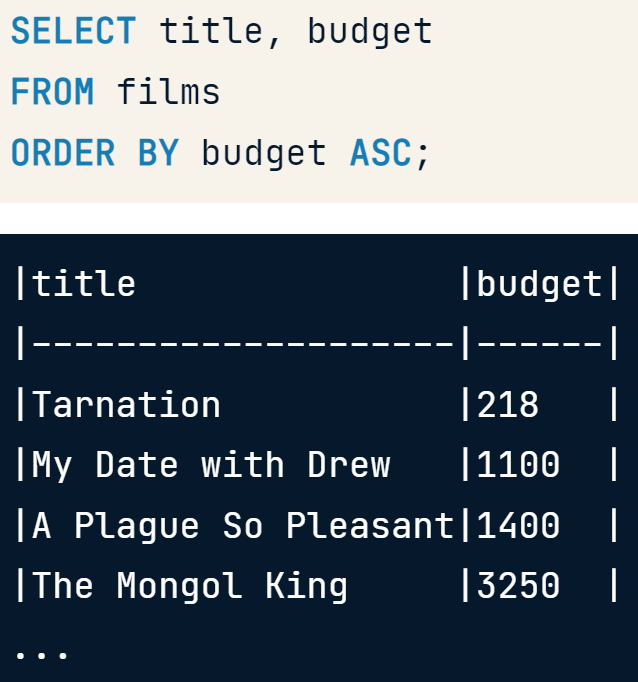 SELECT title, budget
FROM films
ORDER BY budget ASC;
|title               |budget|
|--------------------|------|
|Tarnation           |218   |
|My Date with Drew   |1100  |
|A Plague So Pleasant|1400  |
|The Mongol King     |3250  |
...